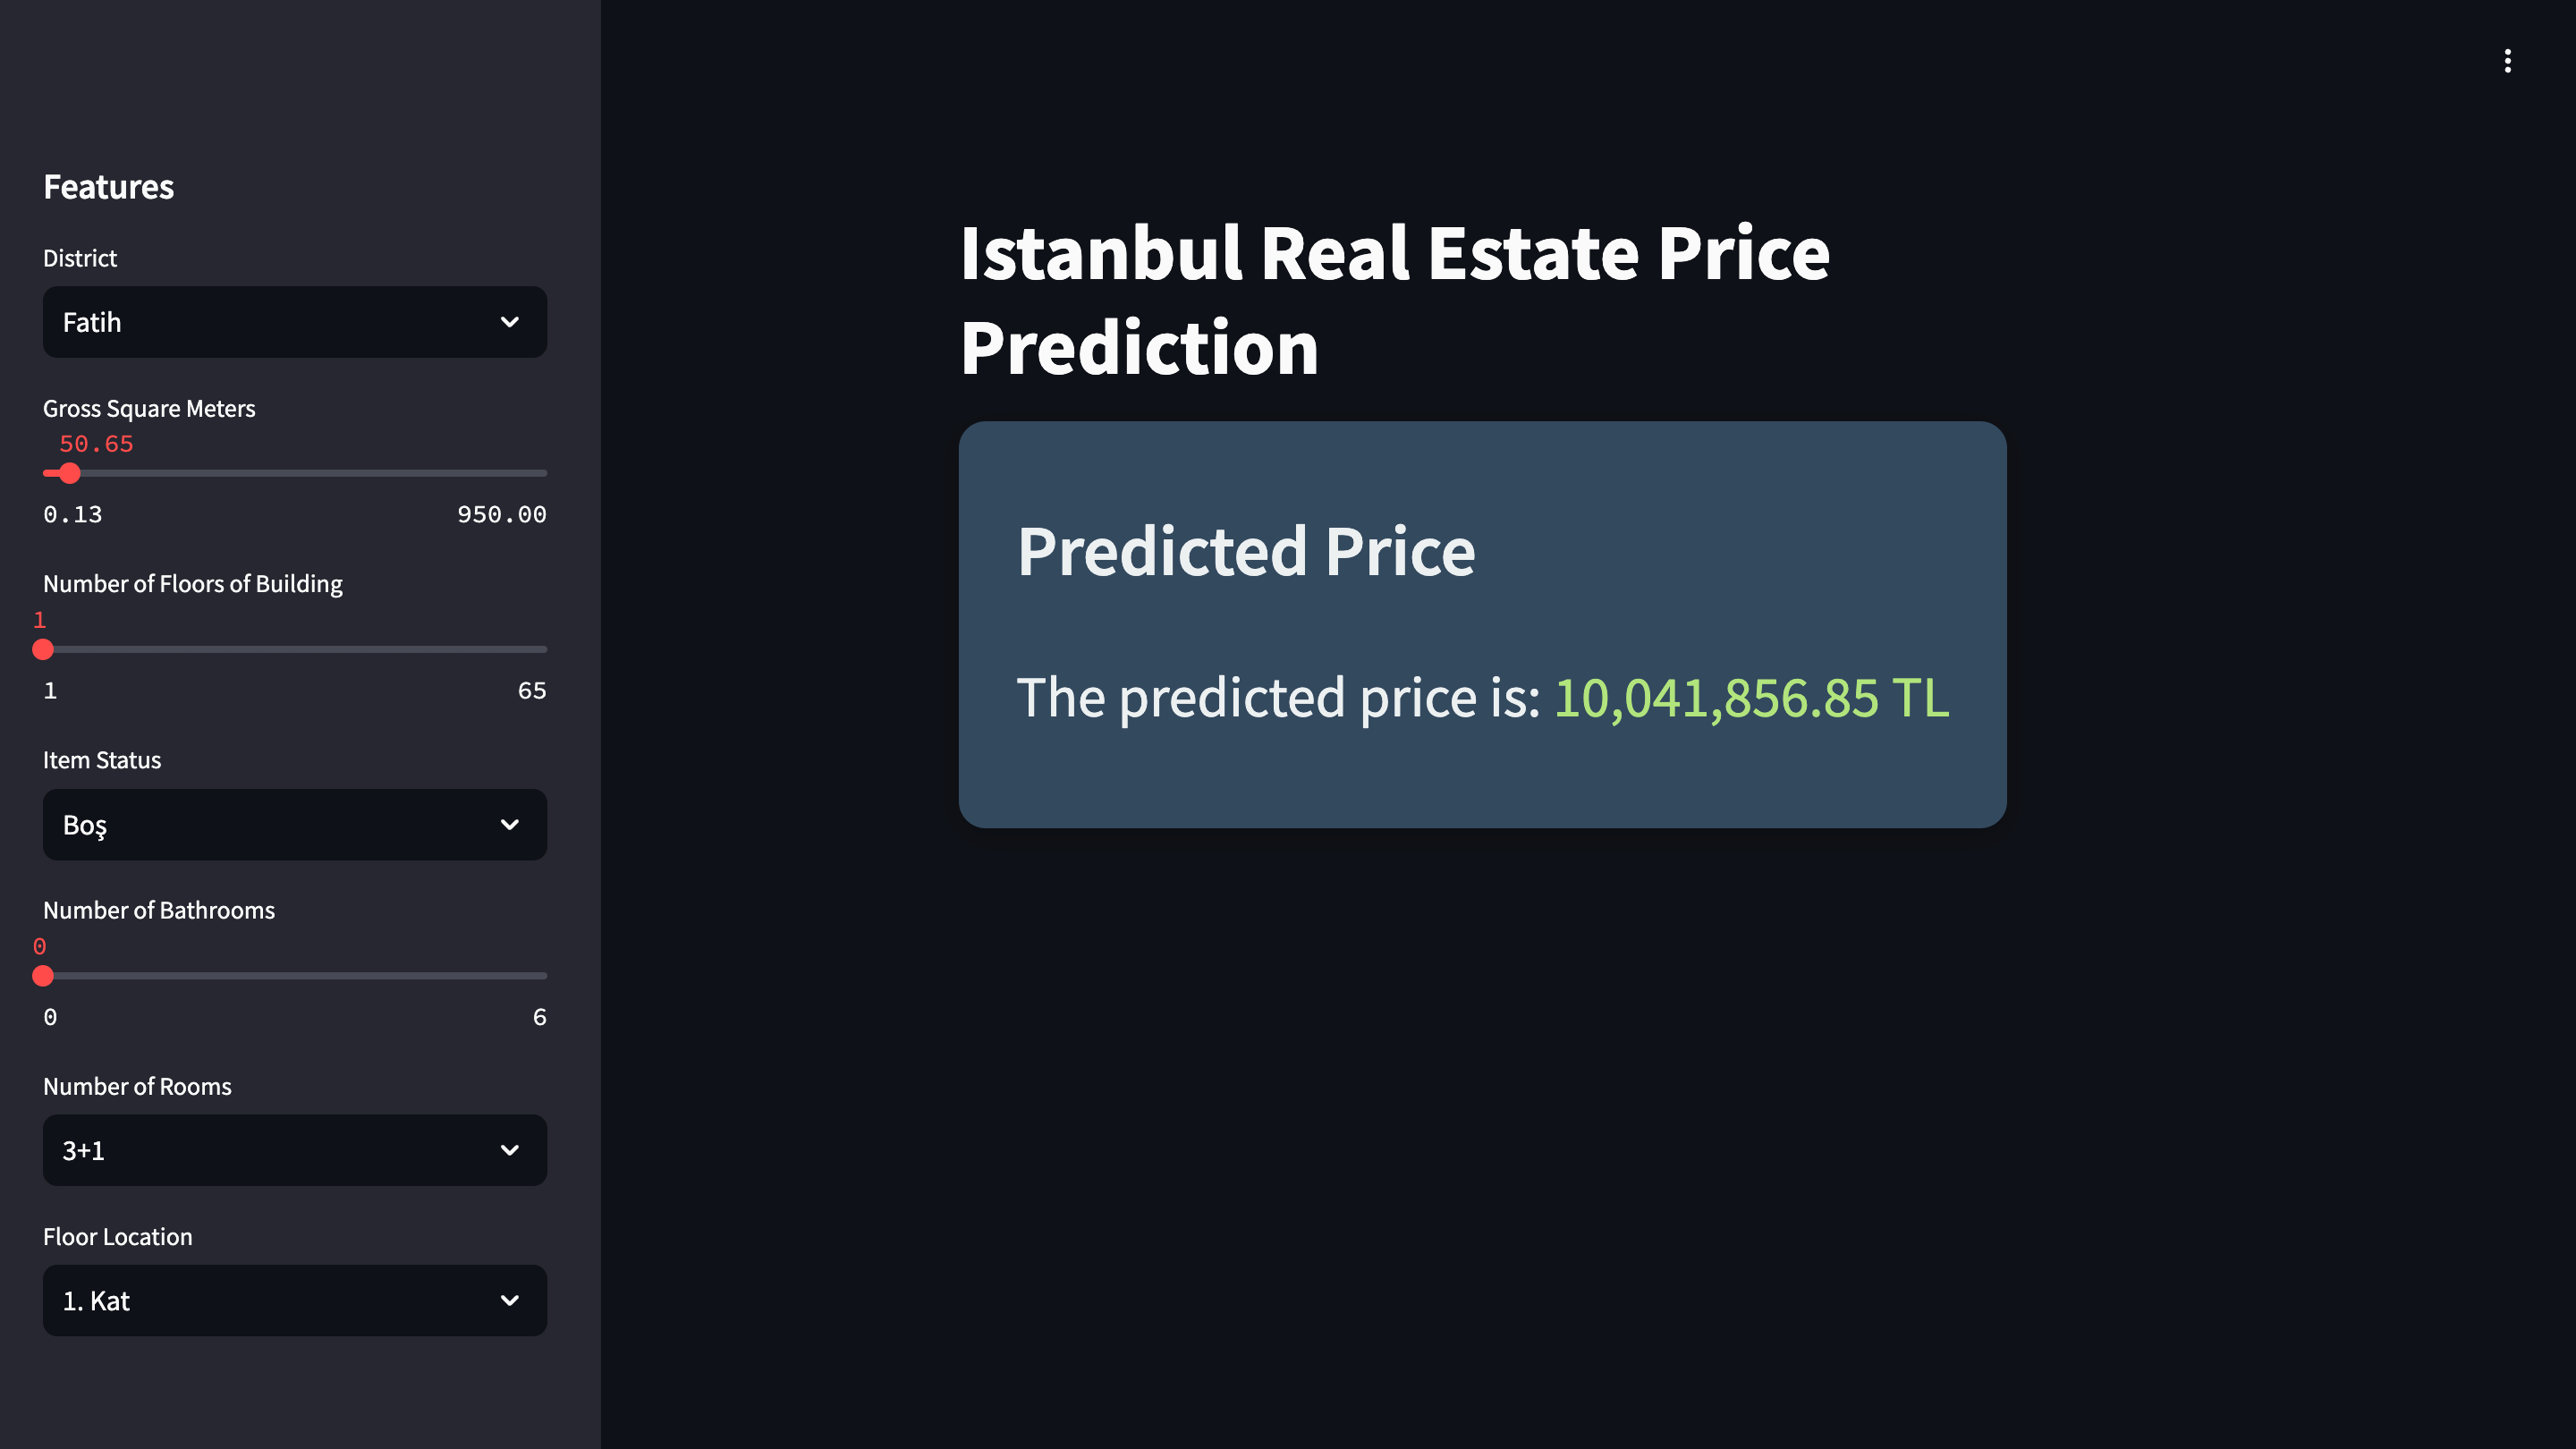 Features
District
Fatih
Gross Square Meters
50.65
0.13 950.00
Number of Floors of Building
1
1 65
Item Status
Boş
Number of Bathrooms
0
0 6
Number of Rooms
3+1
Floor Location
1. Kat
Istanbul Real Estate Price
Prediction
Predicted Price
The predicted price is: 10,041,856.85 TL